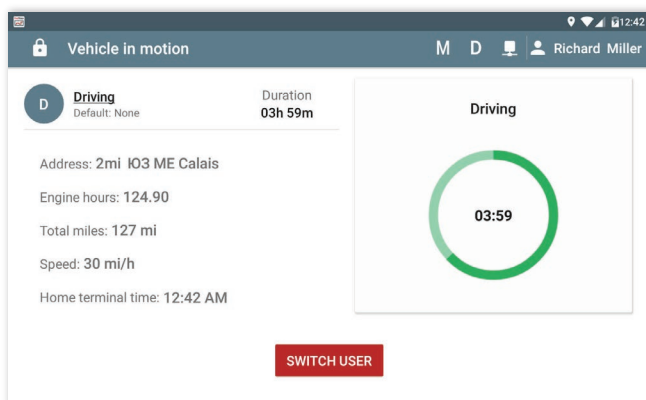 12:42
Vehicle in motion
M D
Richard Miller
D
Driving
Default: None
Duration
03h 59m
Address: 2mi ЮЗ ME Calais
Engine hours: 124.90
Total miles: 127 mi
Speed: 30 mi/h
Home terminal time: 12:42 AM
Driving
03:59
SWITCH USER